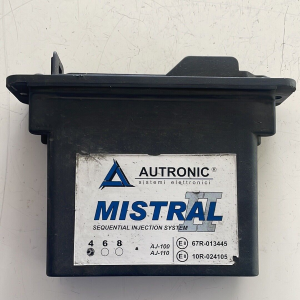 AUTRONIC®
sistemi elettronici
MISTRAL II
SEQUENTIAL INJECTION SYSTEM
4 6 8
AJ-100
AJ-110
E3 67R-013445
E3 10R-024105